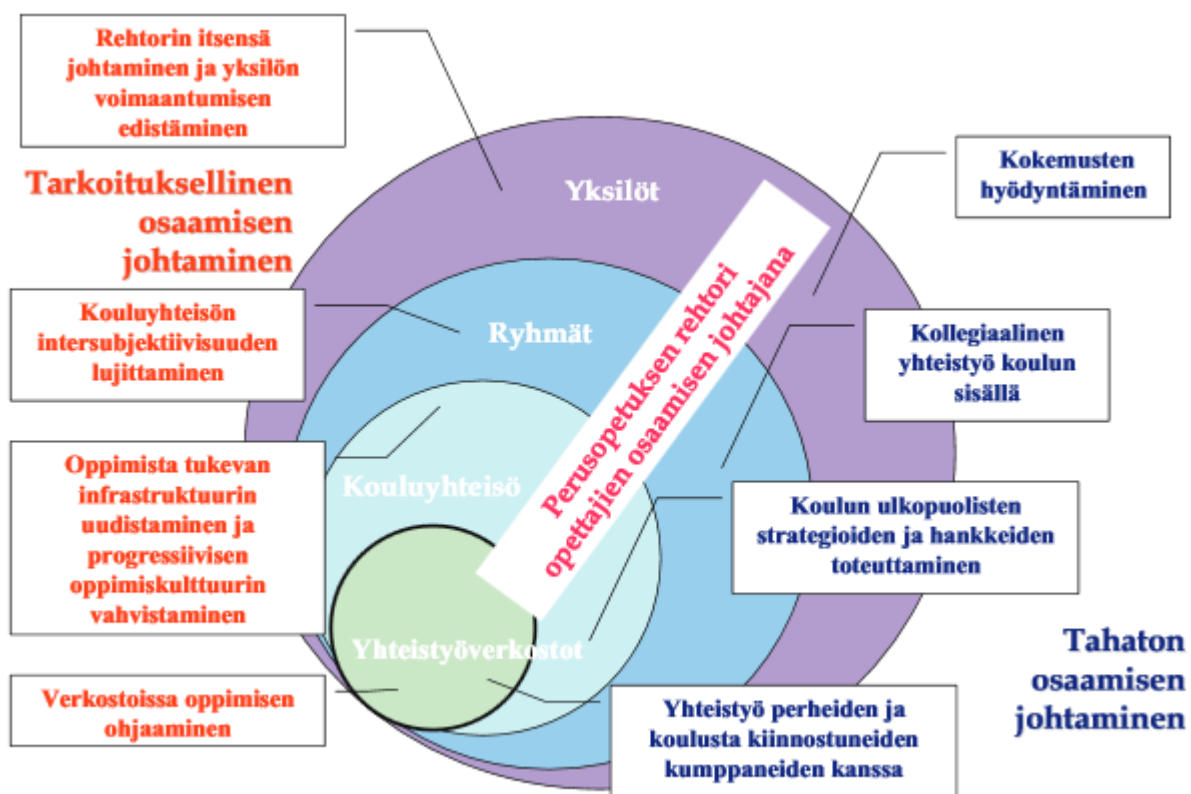 Rehtorin itsensä
johtaminen ja yksilön
voimaantumisen
edistäminen
Tarkoituksellinen
osaamisen
johtaminen
Kouluyhteisön
intersubjektiivisuuden
lujittaminen
Oppimista tukevan
infrastruktuurin
uudistaminen ja
progressiivisen
oppimiskulttuurin
vahvistaminen
Verkostoissa oppimisen
ohjaaminen
Yksilöt
Ryhmät
Kouluyhteisö
Yhteistyöverkostot
Perusopetuksen rehtori
opettajien osaamisen johtajana
Kokemusten
hyödyntäminen
Kollegiaalinen
yhteistyö koulun
sisällä
Koulun ulkopuolisten
strategioiden ja hankkeiden
toteuttaminen
Tahaton
osaamisen
johtaminen
Yhteistyö perheiden ja
koulusta kiinnostuneiden
kumppaneiden kanssa